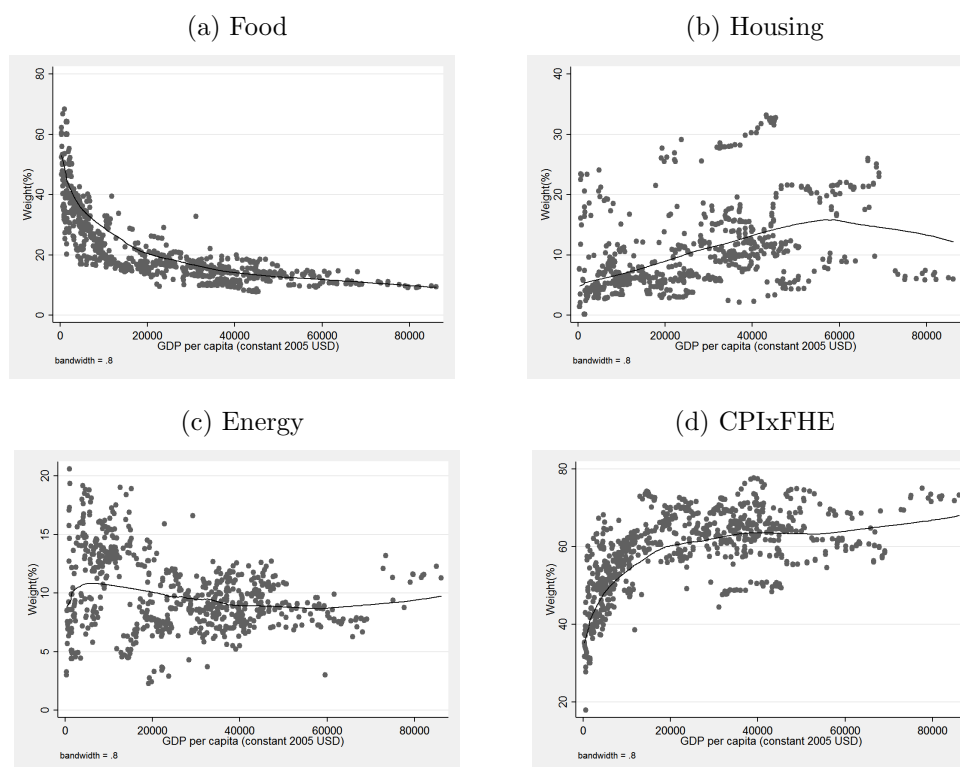 (a) Food
(b) Housing
80
60
40
20
0
Weight(%)
0 20000 40000 60000 80000
GDP per capita (constant 2005 USD)
bandwidth = .8
40
30
20
10
0
Weight(%)
0 20000 40000 60000 80000
GDP per capita (constant 2005 USD)
bandwidth = .8
(c) Energy
(d) CPIxFHE
20
15
10
5
0
Weight(%)
0 20000 40000 60000 80000
GDP per capita (constant 2005 USD)
bandwidth = .8
80
60
40
20
Weight(%)
0 20000 40000 60000 80000
GDP per capita (constant 2005 USD)
bandwidth = .8